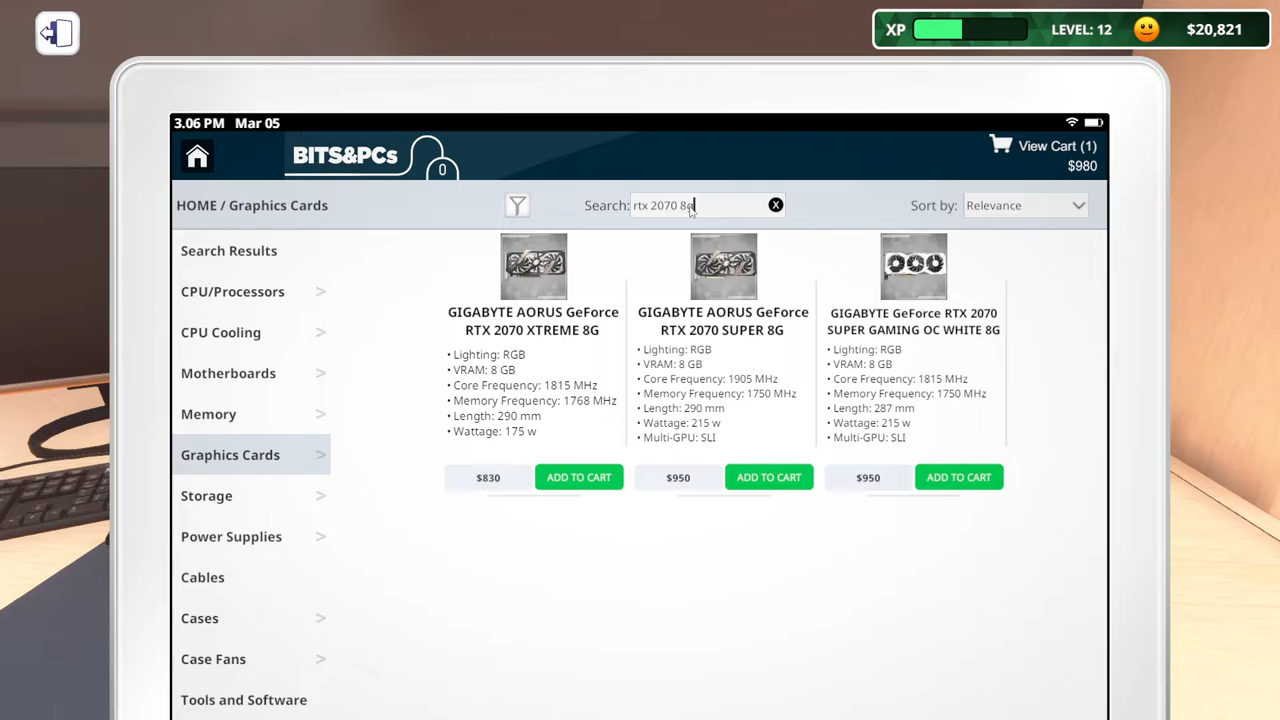 XP
LEVEL: 12
$20,821
3.06 PM Mar 05
BITS&PCs
0
View Cart (1)
$980
HOME / Graphics Cards
Search:
rtx 2070 8g
X
Sort by:
Relevance
Search Results
CPU/Processors >
CPU Cooling >
Motherboards >
Memory >
Graphics Cards >
Storage >
Power Supplies >
Cables
Cases >
Case Fans >
Tools and Software
GIGABYTE AORUS GeForce
RTX 2070 XTREME 8G
• Lighting: RGB
• VRAM: 8 GB
• Core Frequency: 1815 MHz
• Memory Frequency: 1768 MHz
• Length: 290 mm
• Wattage: 175 w
$830
ADD TO CART
GIGABYTE AORUS GeForce
RTX 2070 SUPER 8G
• Lighting: RGB
• VRAM: 8 GB
• Core Frequency: 1905 MHz
• Memory Frequency: 1750 MHz
• Length: 290 mm
• Wattage: 215 w
• Multi-GPU: SLI
$950
ADD TO CART
GIGABYTE GeForce RTX 2070
SUPER GAMING OC WHITE 8G
• Lighting: RGB
• VRAM: 8 GB
• Core Frequency: 1815 MHz
• Memory Frequency: 1750 MHz
• Length: 287 mm
• Wattage: 215 w
• Multi-GPU: SLI
$950
ADD TO CART